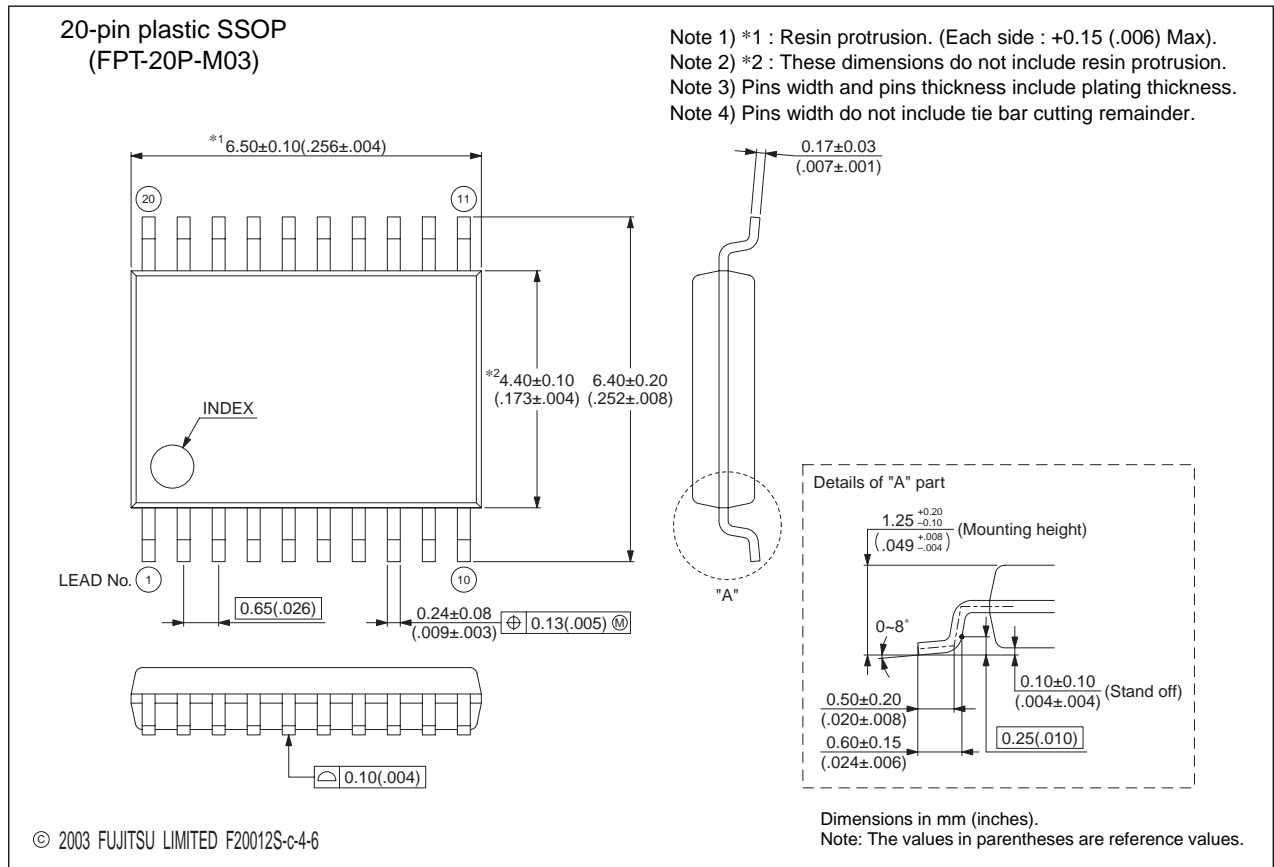 20-pin plastic SSOP
(FPT-20P-M03)
Note 1) *1 : Resin protrusion. (Each side : +0.15 (.006) Max).
Note 2) *2 : These dimensions do not include resin protrusion.
Note 3) Pins width and pins thickness include plating thickness.
Note 4) Pins width do not include tie bar cutting remainder.
*1 6.50±0.10(.256±.004)
0.17±0.03
(.007±.001)
20
11
*2 4.40±0.10
(.173±.004)
6.40±0.20
(.252±.008)
INDEX
LEAD No.
1
10
"A"
0.65(.026)
0.24±0.08
(.009±.003)
⌖ 0.13(.005) Ⓜ
⌓ 0.10(.004)
Details of "A" part
1.25 +0.20 –0.10 (Mounting height)
(.049 +.008 –.004)
0~8°
0.50±0.20
(.020±.008)
0.60±0.15
(.024±.006)
0.10±0.10 (Stand off)
(.004±.004)
0.25(.010)
© 2003 FUJITSU LIMITED F20012S-c-4-6
Dimensions in mm (inches).
Note: The values in parentheses are reference values.